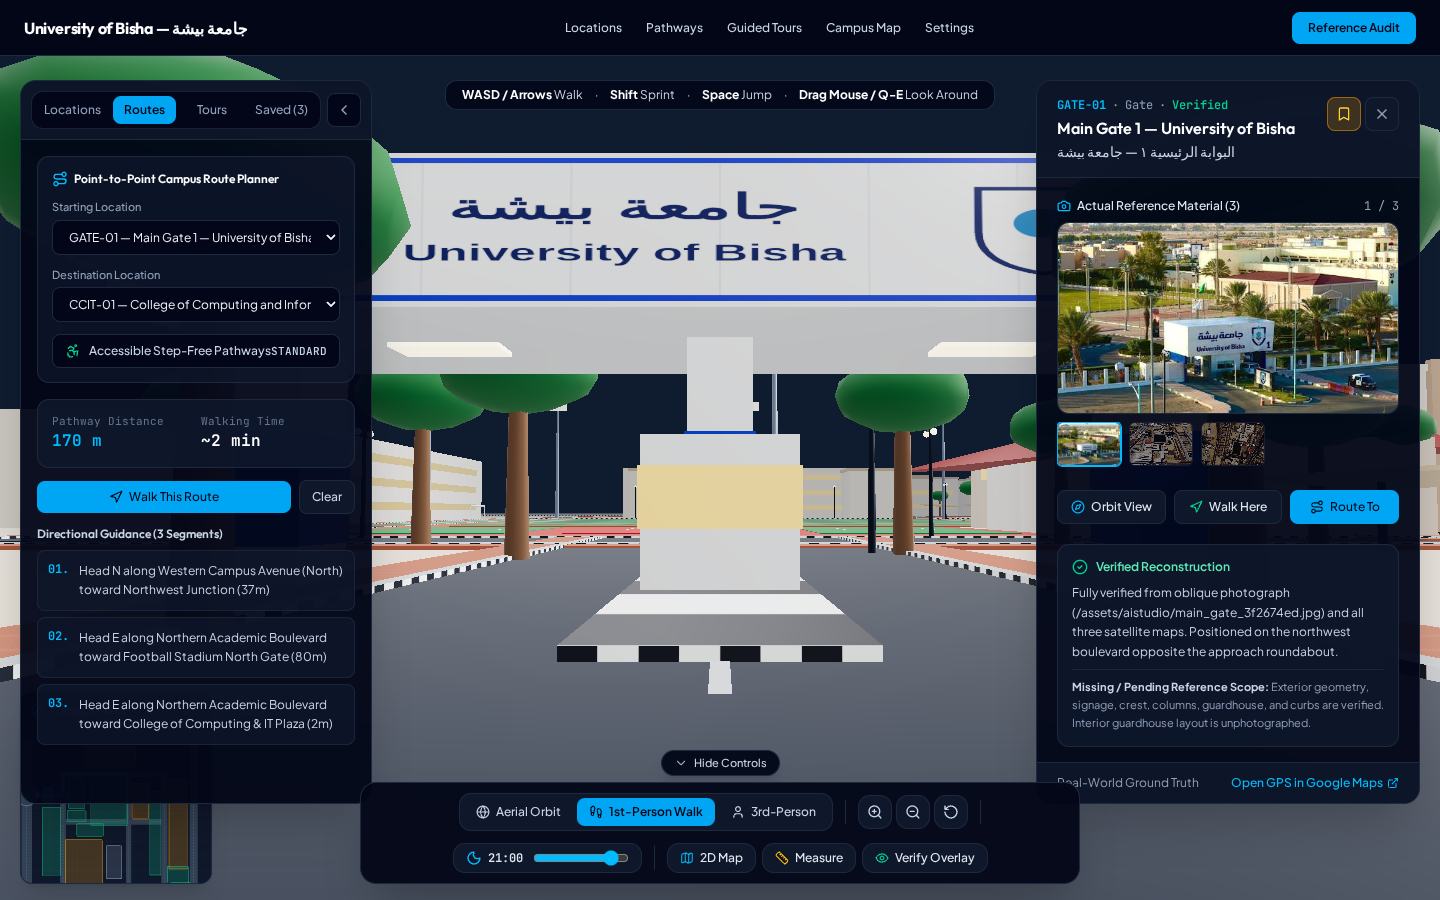 University of Bisha — جامعة بيشة
Locations
Pathways
Guided Tours
Campus Map
Settings
Reference Audit
Locations
Routes
Tours
Saved (3)
WASD / Arrows Walk · Shift Sprint · Space Jump · Drag Mouse / Q-E Look Around
Point-to-Point Campus Route Planner
Starting Location
GATE-01 — Main Gate 1 — University of Bisha
Destination Location
CCIT-01 — College of Computing and Infor
Accessible Step-Free Pathways STANDARD
Pathway Distance
170 m
Walking Time
~2 min
Walk This Route
Clear
Directional Guidance (3 Segments)
01. Head N along Western Campus Avenue (North)
toward Northwest Junction (37m)
02. Head E along Northern Academic Boulevard
toward Football Stadium North Gate (80m)
03. Head E along Northern Academic Boulevard
toward College of Computing & IT Plaza (2m)
جامعة بيشة
University of Bisha
GATE-01 · Gate · Verified
Main Gate 1 — University of Bisha
البوابة الرئيسية ١ — جامعة بيشة
Actual Reference Material (3)
1 / 3
جامعة بيشة
University of Bisha
1
Orbit View
Walk Here
Route To
Verified Reconstruction
Fully verified from oblique photograph
(/assets/aistudio/main_gate_3f2674ed.jpg) and all
three satellite maps. Positioned on the northwest
boulevard opposite the approach roundabout.
Missing / Pending Reference Scope: Exterior geometry,
signage, crest, columns, guardhouse, and curbs are verified.
Interior guardhouse layout is unphotographed.
Real-World Ground Truth
Open GPS in Google Maps
Hide Controls
Aerial Orbit
1st-Person Walk
3rd-Person
21:00
2D Map
Measure
Verify Overlay